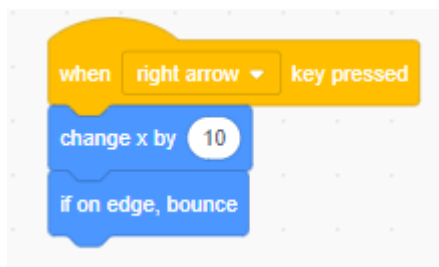 when right arrow key pressed
change x by 10
if on edge, bounce